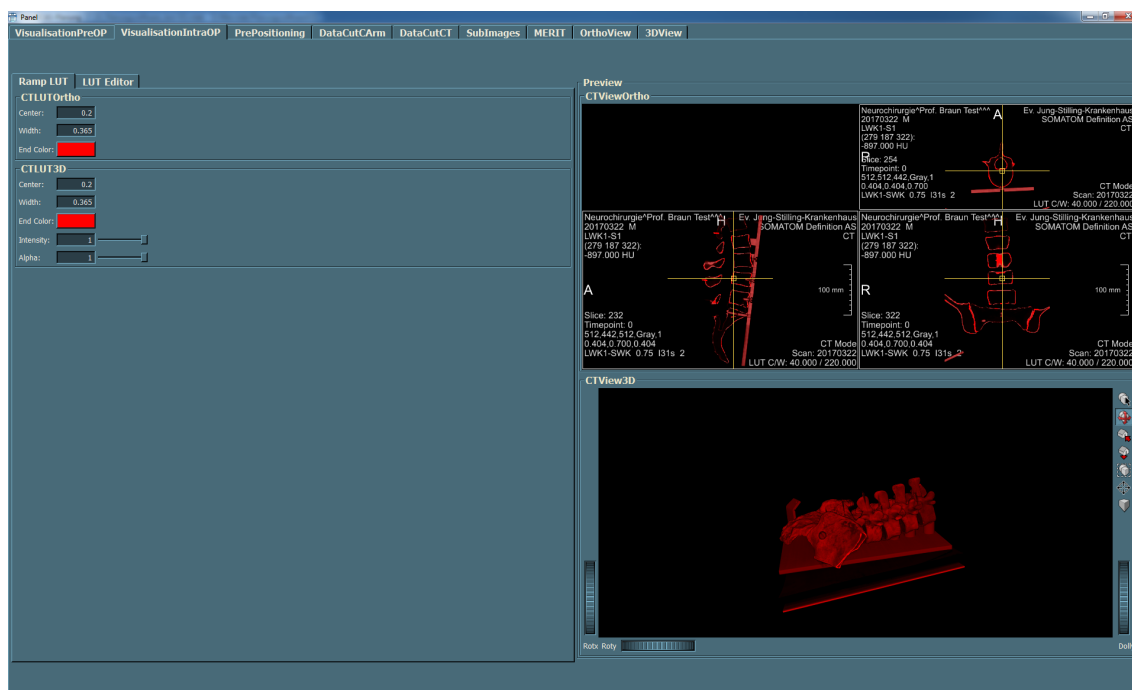 Panel
VisualisationPreOP VisualisationIntraOP PrePositioning DataCutCArm DataCutCT SubImages MERIT OrthoView 3DView
Ramp LUT LUT Editor
CTLUTOrtho
Center: 0.2
Width: 0.365
End Color:
CTLUT3D
Center: 0.2
Width: 0.365
End Color:
Intensity: 1
Alpha: 1
Preview
CTViewOrtho
Neurochirurgie^Prof. Braun Test^^^ A Ev. Jung-Stilling-Krankenhaus
20170322 M SOMATOM Definition AS
LWK1-S1 CT
(279 187 322):
-897.000 HU
R
Slice: 254
Timepoint: 0
512,512,442,Gray,1
0.404,0.404,0.700 CT Mode
LWK1-SWK 0.75 I31s 2 Scan: 20170322
LUT C/W: 40.000 / 220.000
Neurochirurgie^Prof. Braun Test^^^ H Ev. Jung-Stilling-Krankenhaus
20170322 M SOMATOM Definition AS
LWK1-S1 CT
(279 187 322):
-897.000 HU
A 100 mm
Slice: 232
Timepoint: 0
512,442,512,Gray,1
0.404,0.700,0.404 CT Mode
LWK1-SWK 0.75 I31s 2 Scan: 20170322
LUT C/W: 40.000 / 220.000
Neurochirurgie^Prof. Braun Test^^^ H Ev. Jung-Stilling-Krankenhaus
20170322 M SOMATOM Definition AS
LWK1-S1 CT
(279 187 322):
-897.000 HU
R 100 mm
Slice: 322
Timepoint: 0
512,512,442,Gray,1
0.404,0.404,0.700 CT Mode
LWK1-SWK 0.75 I31s 2 Scan: 20170322
LUT C/W: 40.000 / 220.000
CTView3D
Rotx Roty Dolly